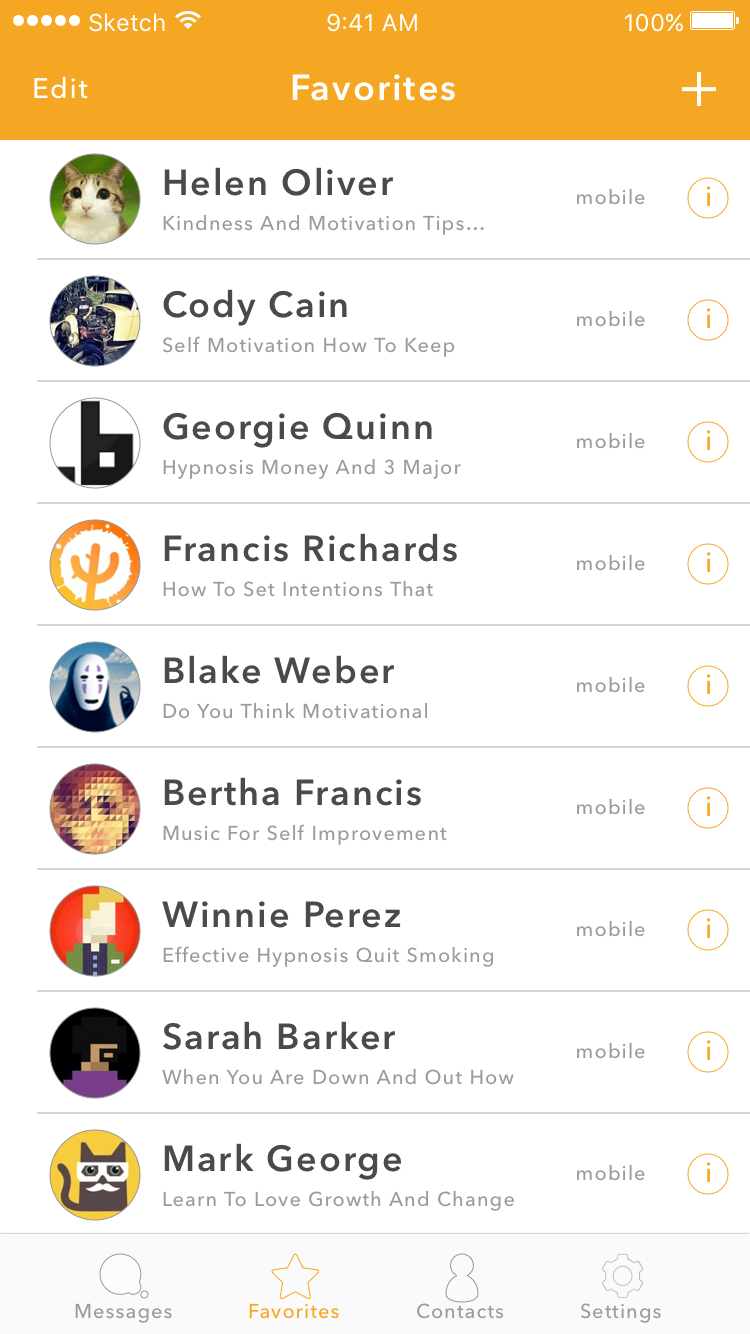 Sketch 9:41 AM 100%
Edit Favorites +
Helen Oliver
mobile i
Kindness And Motivation Tips...
Cody Cain
mobile i
Self Motivation How To Keep
.b
Georgie Quinn
mobile i
Hypnosis Money And 3 Major
Francis Richards
mobile i
How To Set Intentions That
Blake Weber
mobile i
Do You Think Motivational
Bertha Francis
mobile i
Music For Self Improvement
Winnie Perez
mobile i
Effective Hypnosis Quit Smoking
Sarah Barker
mobile i
When You Are Down And Out How
Mark George
mobile i
Learn To Love Growth And Change
Messages Favorites Contacts Settings